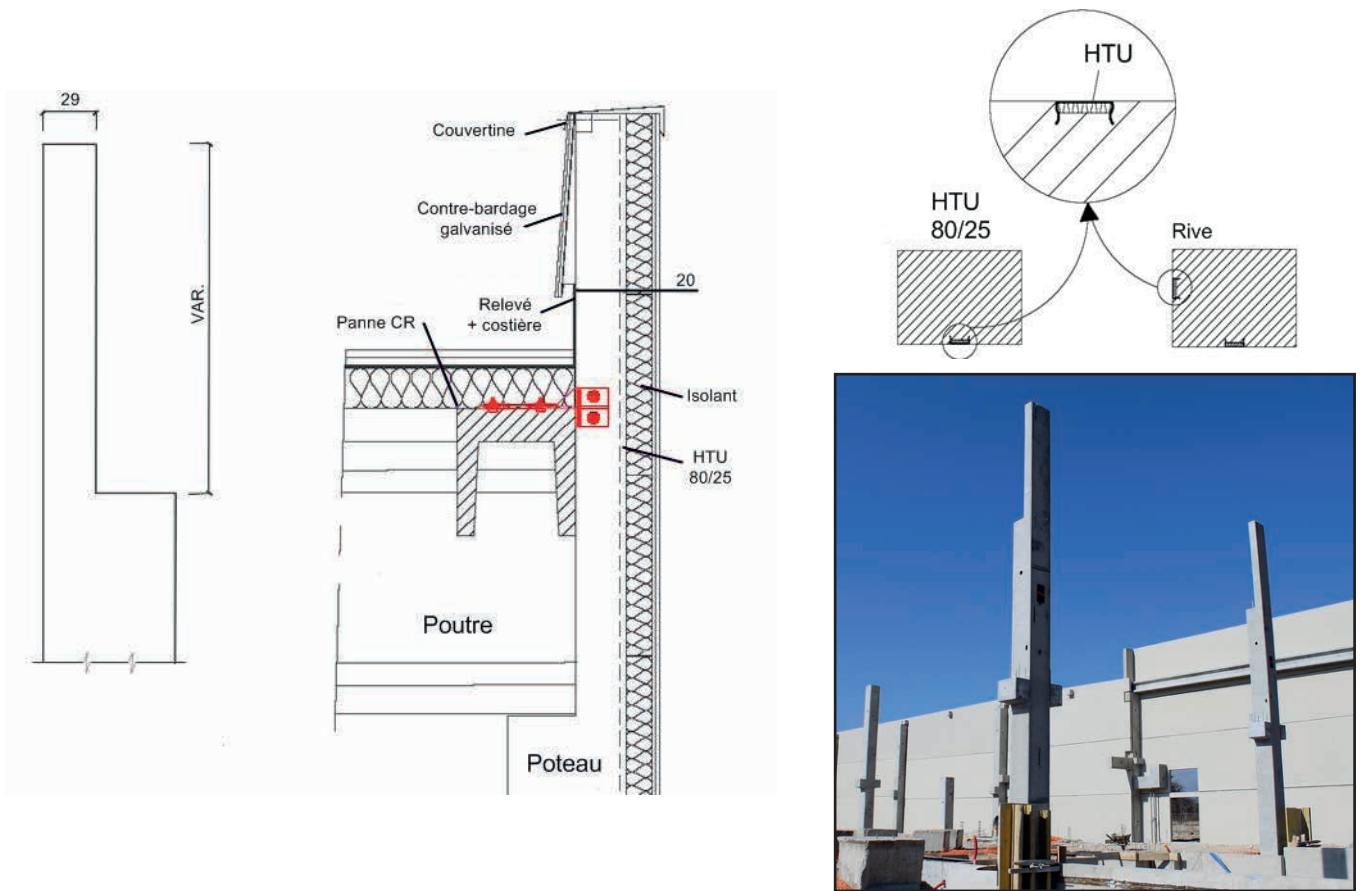 29
VAR.
Couvertine
Contre-bardage
galvanisé
20
Relevé
+ costière
Panne CR
Isolant
HTU
80/25
Poutre
Poteau
HTU
HTU
80/25
Rive